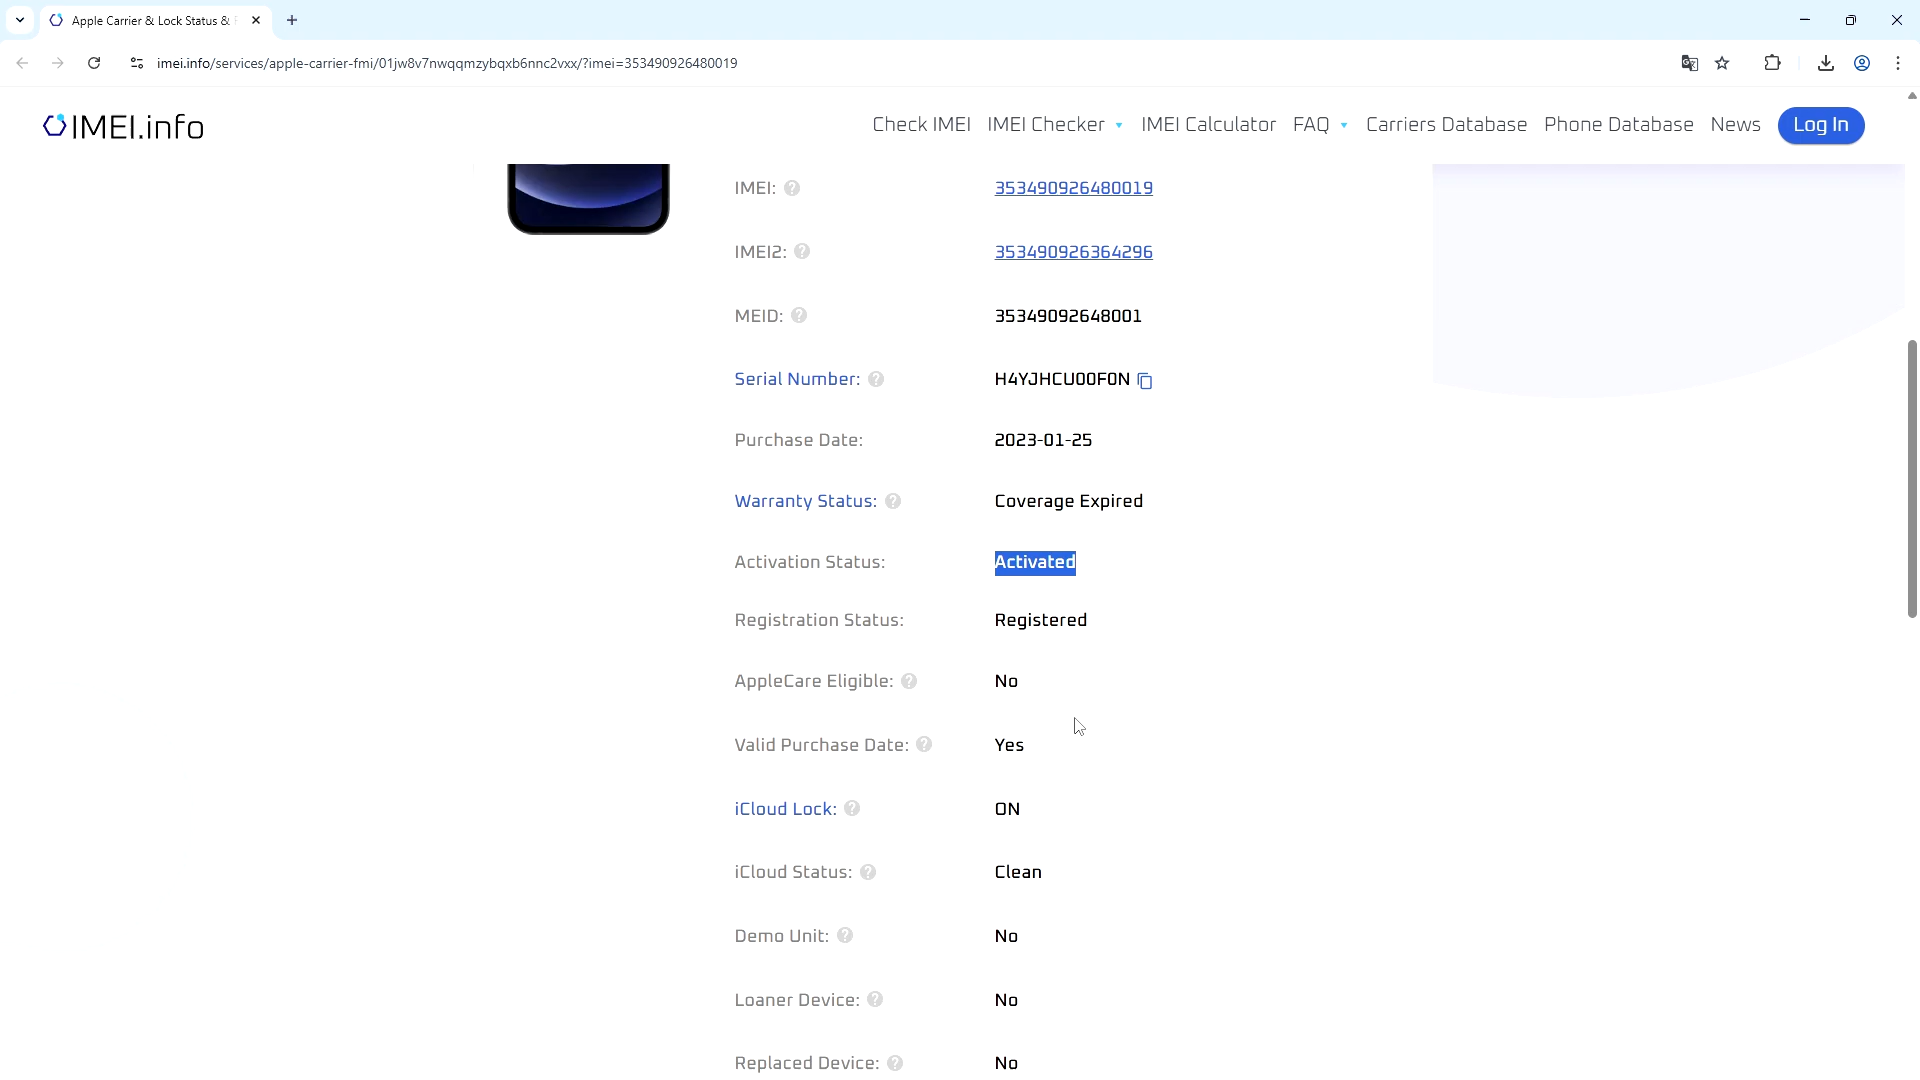 Apple Carrier & Lock Status &
imei.info/services/apple-carrier-fmi/01jw8v7nwqqmzybqxb6nnc2vxx/?imei=353490926480019
IMEI.info
Check IMEI IMEI Checker IMEI Calculator FAQ Carriers Database Phone Database News Log In
IMEI: ? 353490926480019
IMEI2: ? 353490926364296
MEID: ? 35349092648001
Serial Number: ? H4YJHCU00F0N
Purchase Date: 2023-01-25
Warranty Status: ? Coverage Expired
Activation Status: Activated
Registration Status: Registered
AppleCare Eligible: ? No
Valid Purchase Date: ? Yes
iCloud Lock: ? ON
iCloud Status: ? Clean
Demo Unit: ? No
Loaner Device: ? No
Replaced Device: ? No